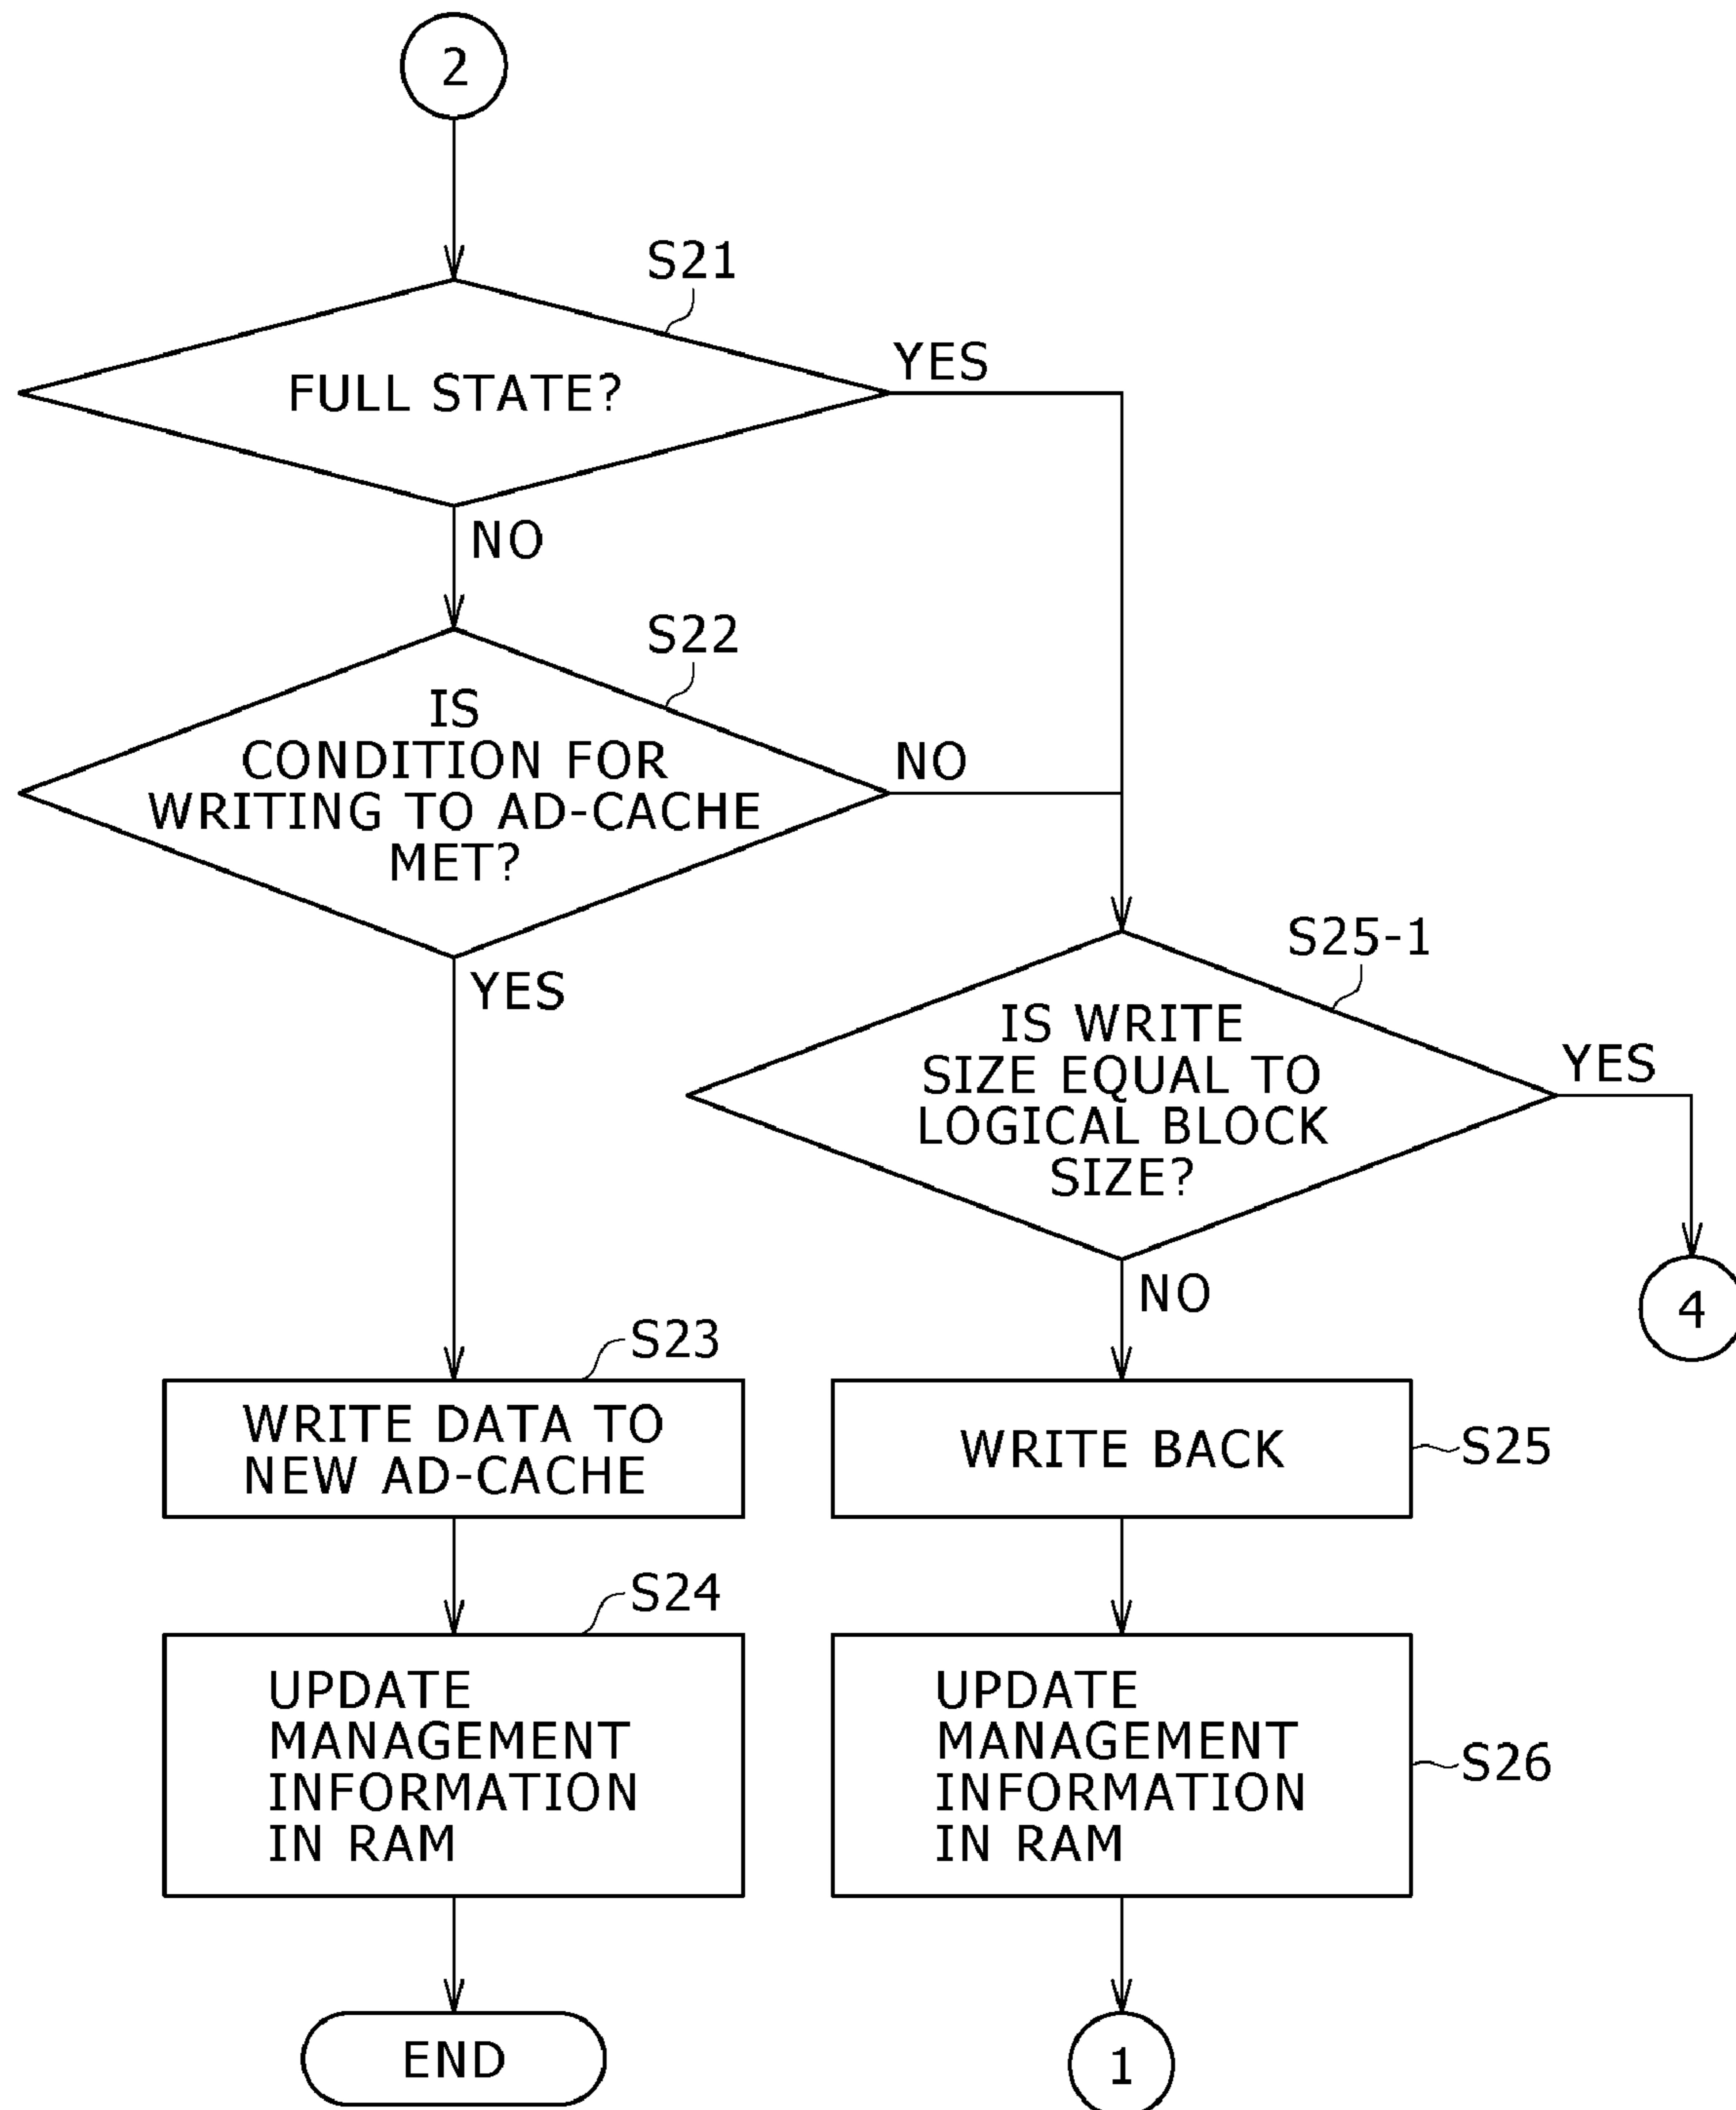 2
S21
FULL STATE?
YES
NO
S22
IS
CONDITION FOR
WRITING TO AD-CACHE
MET?
NO
YES
S25-1
IS WRITE
SIZE EQUAL TO
LOGICAL BLOCK
SIZE?
YES
NO
4
S23
WRITE DATA TO
NEW AD-CACHE
WRITE BACK
S25
S24
UPDATE
MANAGEMENT
INFORMATION
IN RAM
UPDATE
MANAGEMENT
INFORMATION
IN RAM
S26
END
1